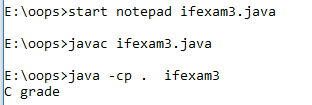 E:\oops>start notepad ifexam3.java
E:\oops>javac ifexam3.java
E:\oops>java -cp .  ifexam3
C grade